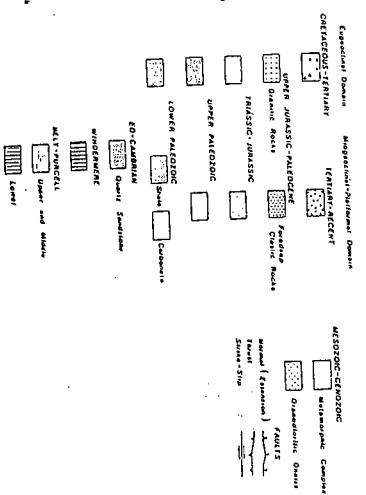 Eugeoclinal Domain
Miogeoclinal-Platformal Domain
CRETACEOUS-TERTIARY
TERTIARY-RECENT
UPPER JURASSIC-PALEOGENE
Granitic Rocks
Foredeep
Clastic Rocks
TRIASSIC-JURASSIC
UPPER PALEOZOIC
LOWER PALEOZOIC
Shale
Carbonate
EO-CAMBRIAN
Quartz Sandstone
WINDERMERE
BELT-PURCELL
Upper and Middle
Lower
MESOZOIC-CENOZOIC
Metamorphic Complex
Granodioritic Gneiss
FAULTS
Normal (Extension)
Thrust
Strike-Slip